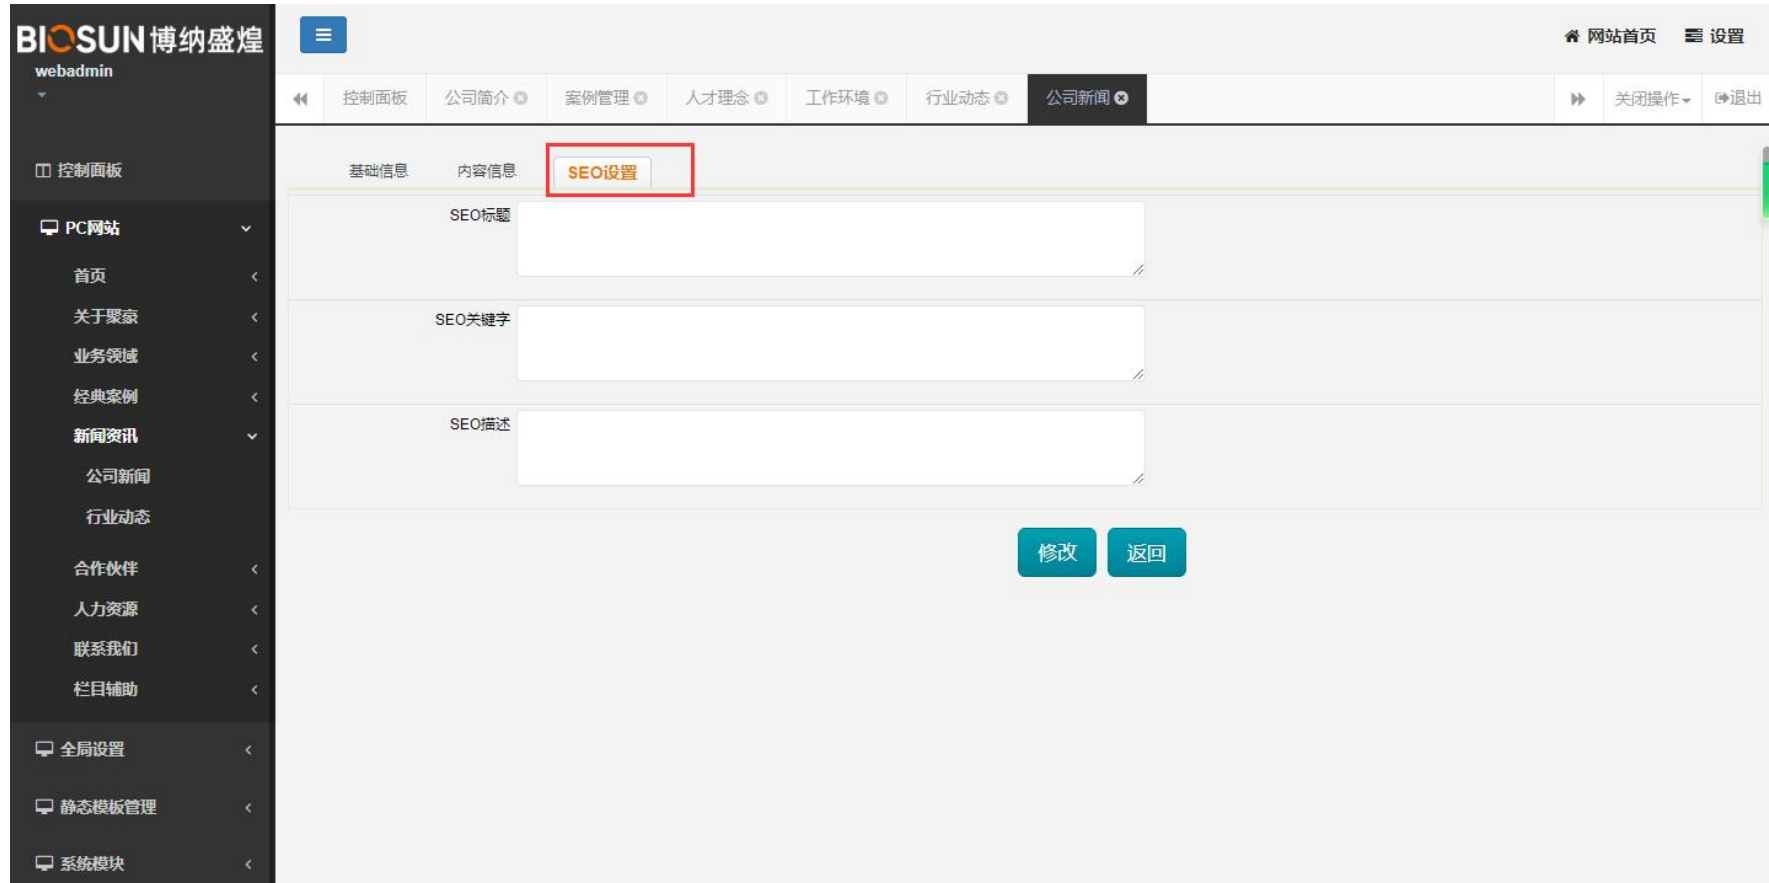 BIOSUN博纳盛煌
webadmin
控制面板
PC网站
首页
关于聚豪
业务领域
经典案例
新闻资讯
公司新闻
行业动态
合作伙伴
人力资源
联系我们
栏目辅助
全局设置
静态模板管理
系统模块
网站首页 设置
控制面板 公司简介 案例管理 人才理念 工作环境 行业动态 公司新闻 关闭操作 退出
基础信息 内容信息 SEO设置
SEO标题
SEO关键字
SEO描述
修改 返回